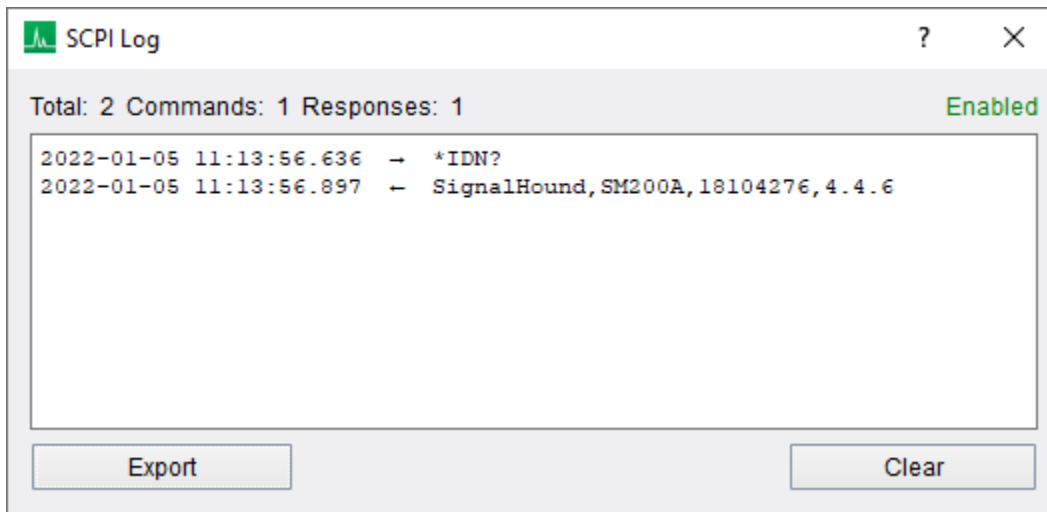 SCPI Log
Total: 2 Commands: 1 Responses: 1 Enabled
2022-01-05 11:13:56.636 → *IDN?
2022-01-05 11:13:56.897 ← SignalHound,SM200A,18104276,4.4.6
Export Clear